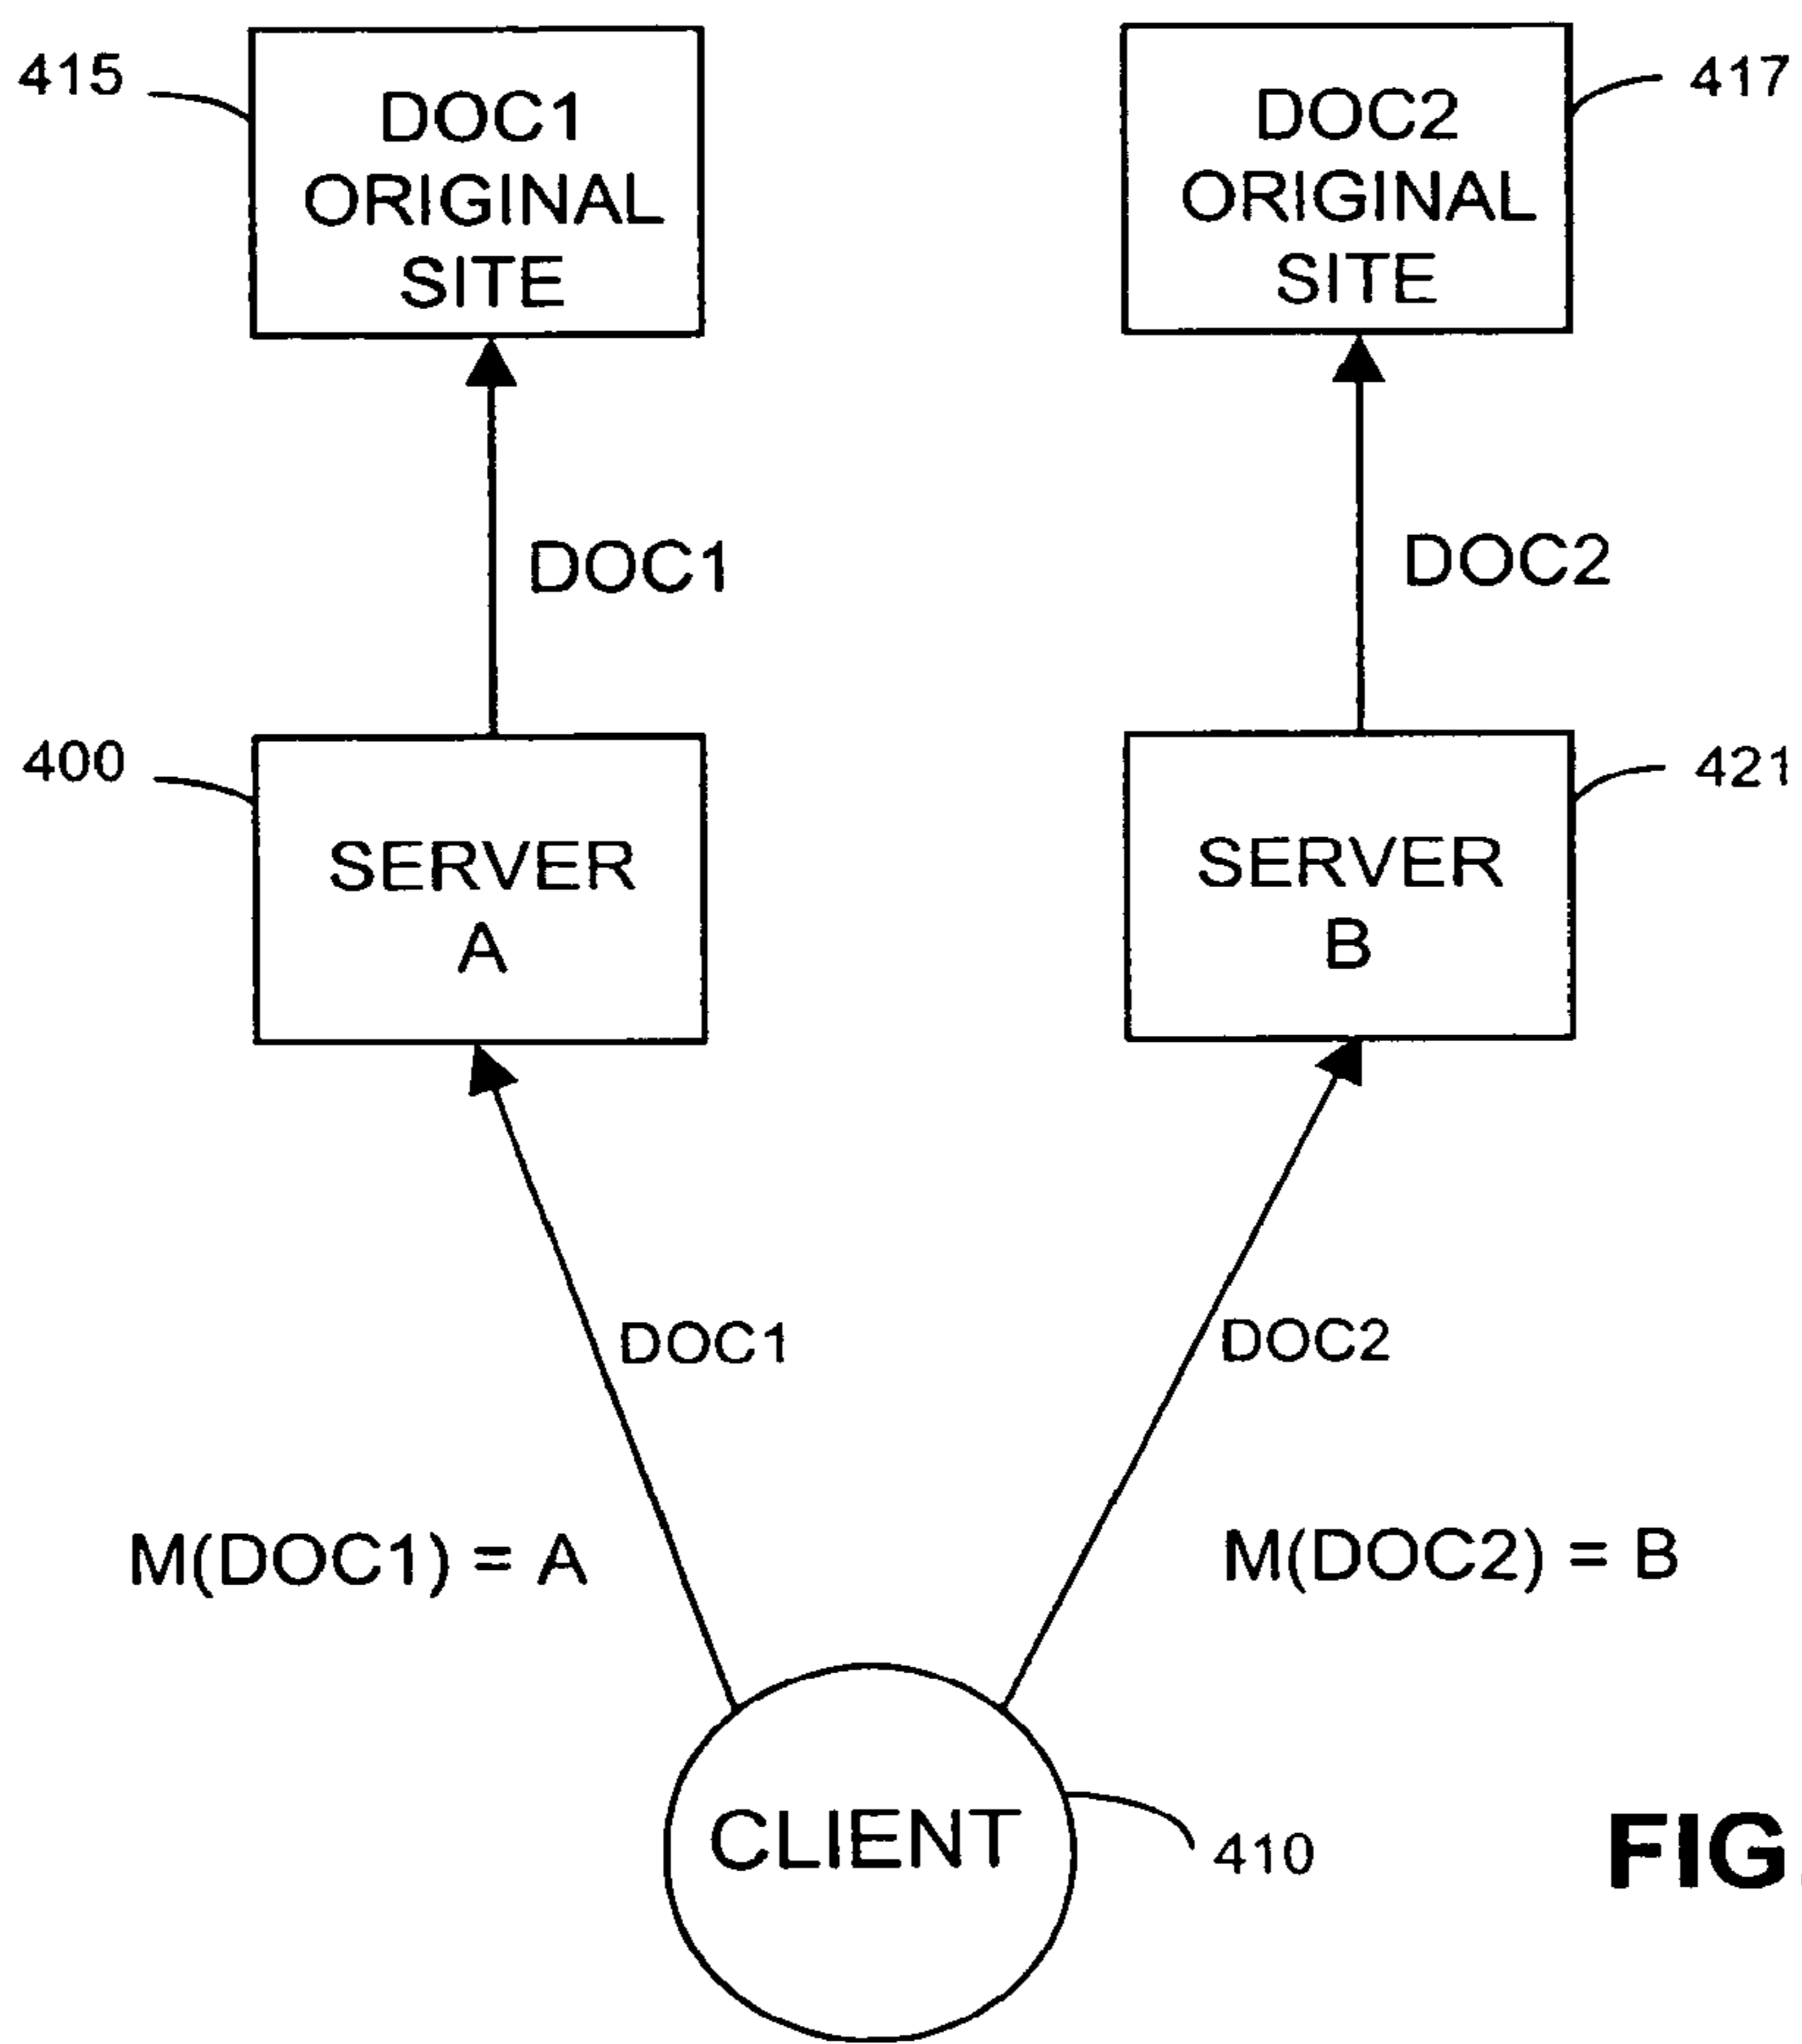 415
DOC1
ORIGINAL
SITE
DOC2
ORIGINAL
SITE
417
DOC1
DOC2
400
SERVER
A
SERVER
B
421
DOC1
DOC2
M(DOC1) = A
M(DOC2) = B
CLIENT
410
FIG.